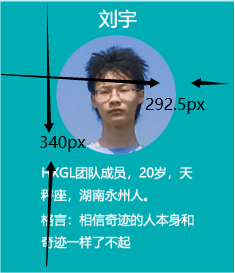 刘宇
292.5px
340px
HXGL团队成员，20岁，天
秤座，湖南永州人。
格言：相信奇迹的人本身和
奇迹一样了不起